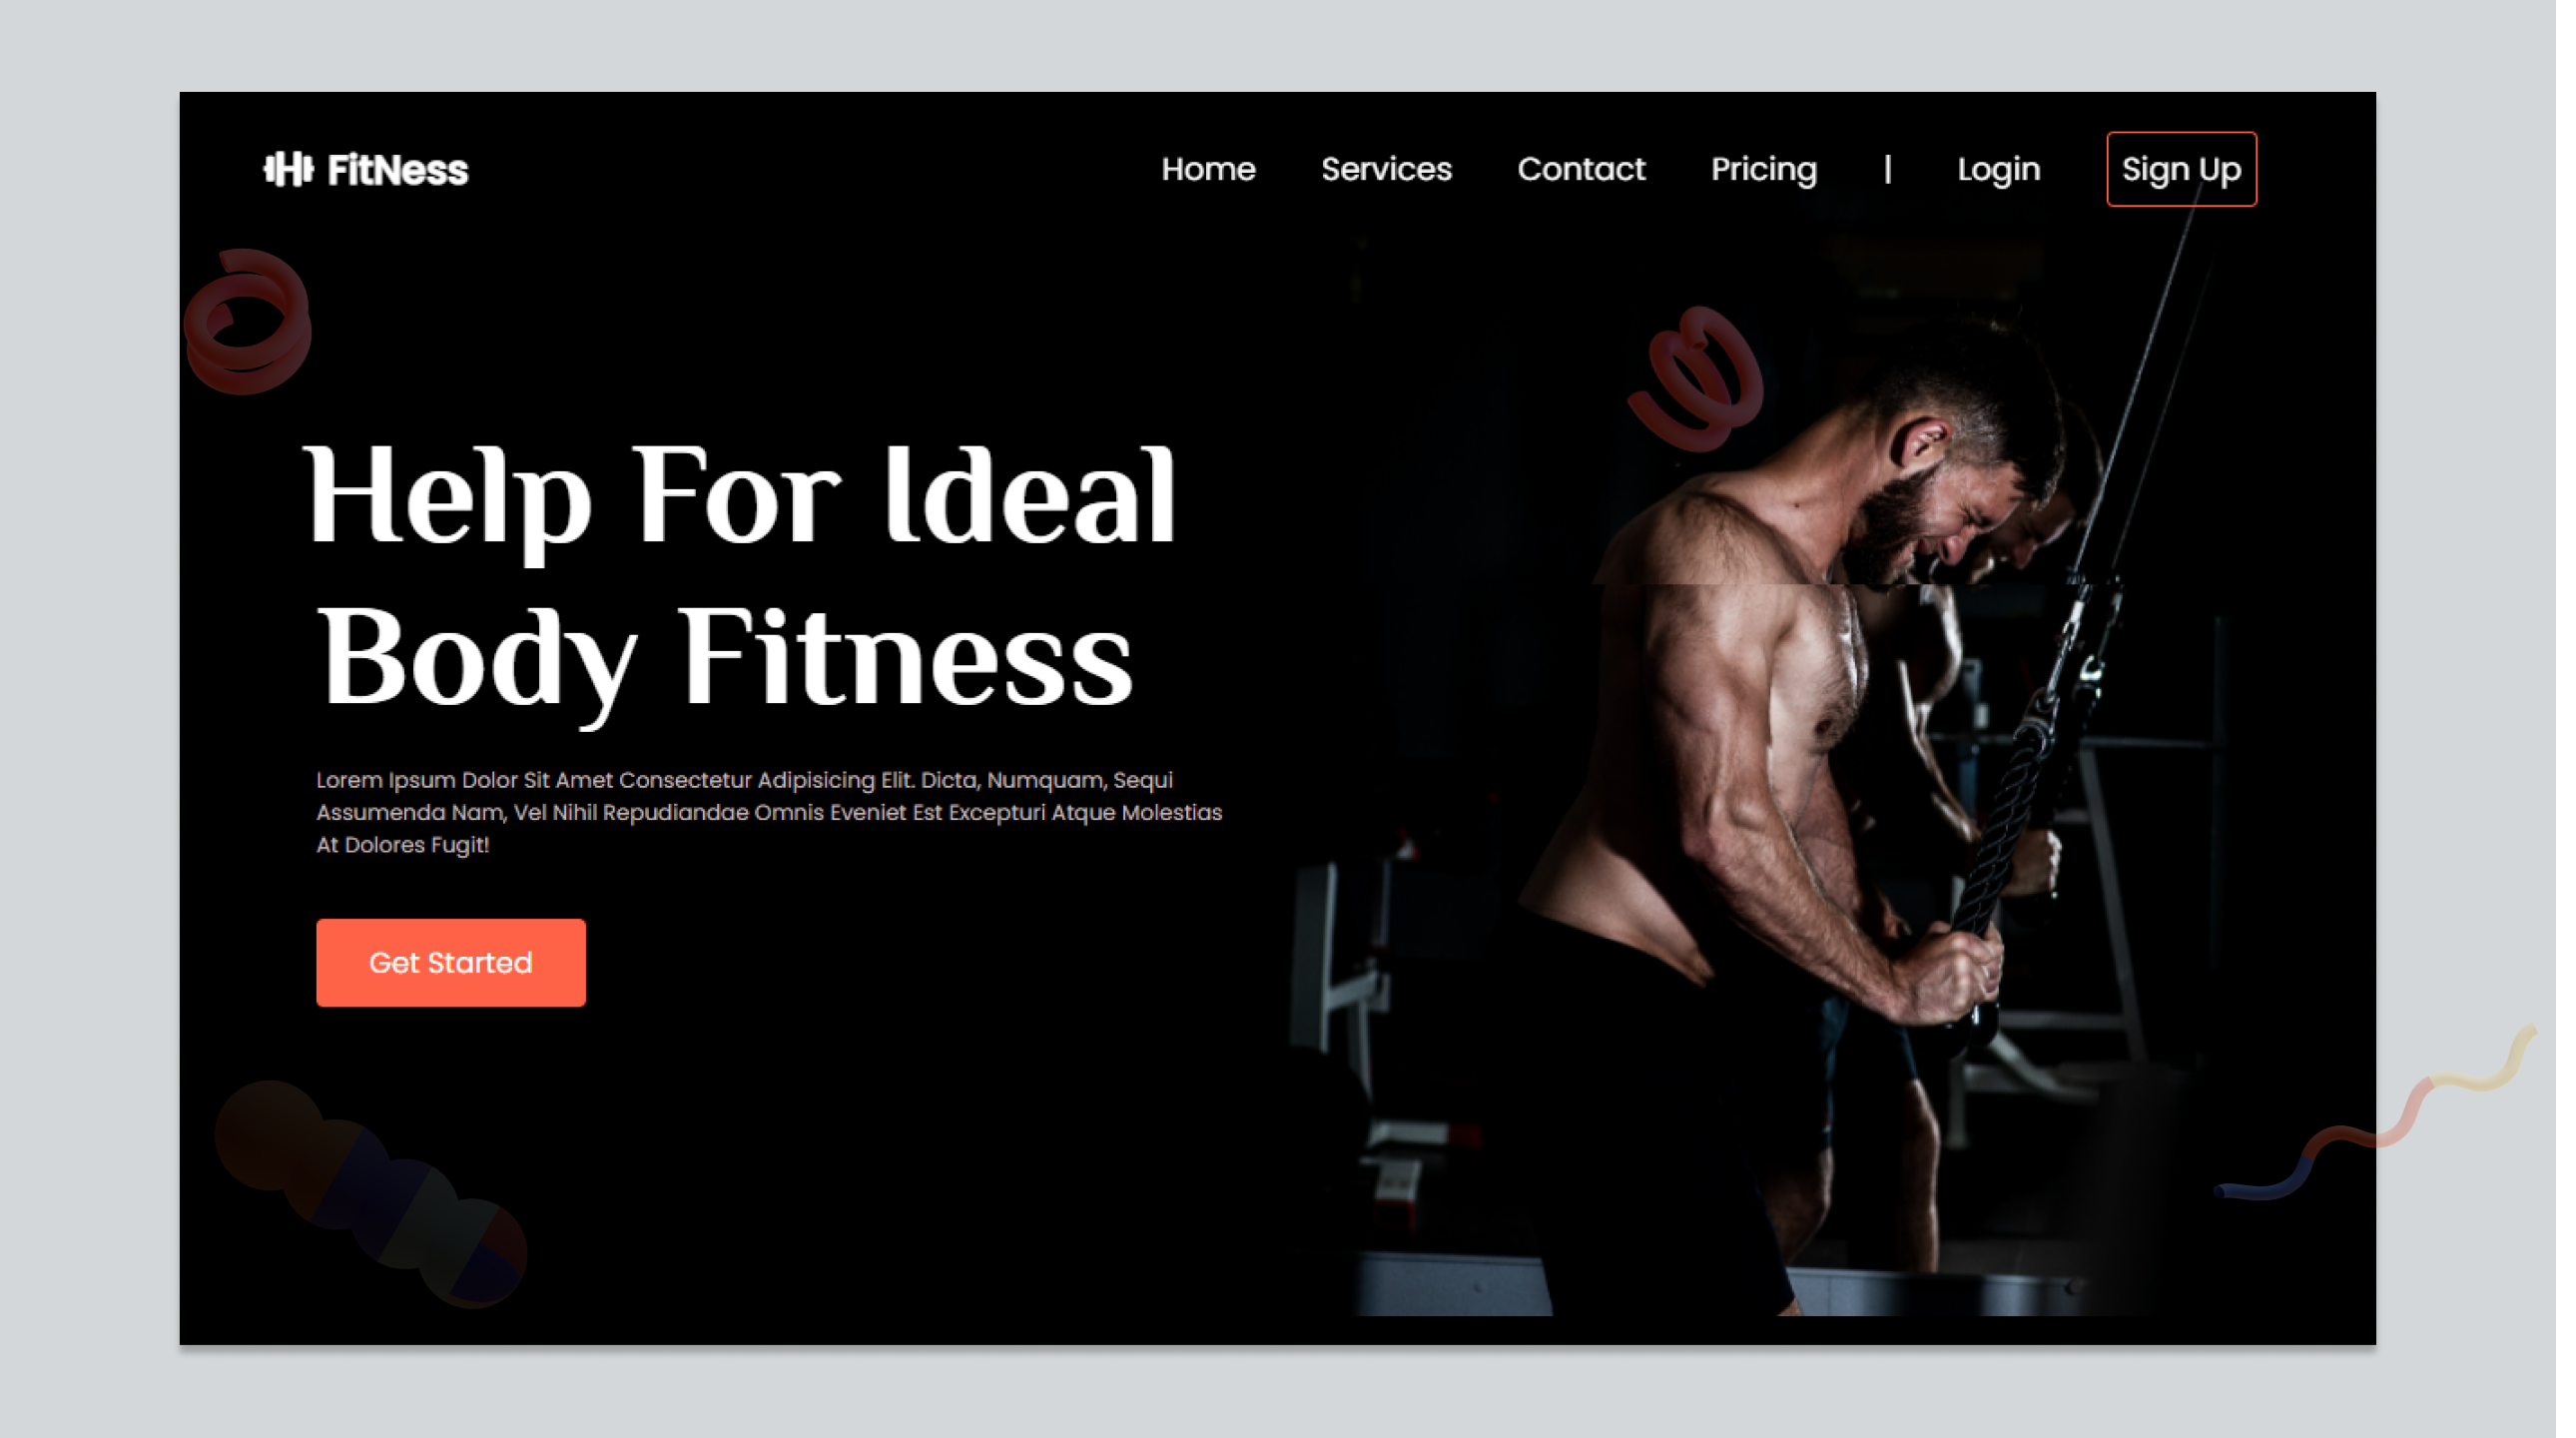 FitNess
Home Services Contact Pricing | Login Sign Up
Help For Ideal
Body Fitness
Lorem Ipsum Dolor Sit Amet Consectetur Adipisicing Elit. Dicta, Numquam, Sequi
Assumenda Nam, Vel Nihil Repudiandae Omnis Eveniet Est Excepturi Atque Molestias
At Dolores Fugit!
Get Started